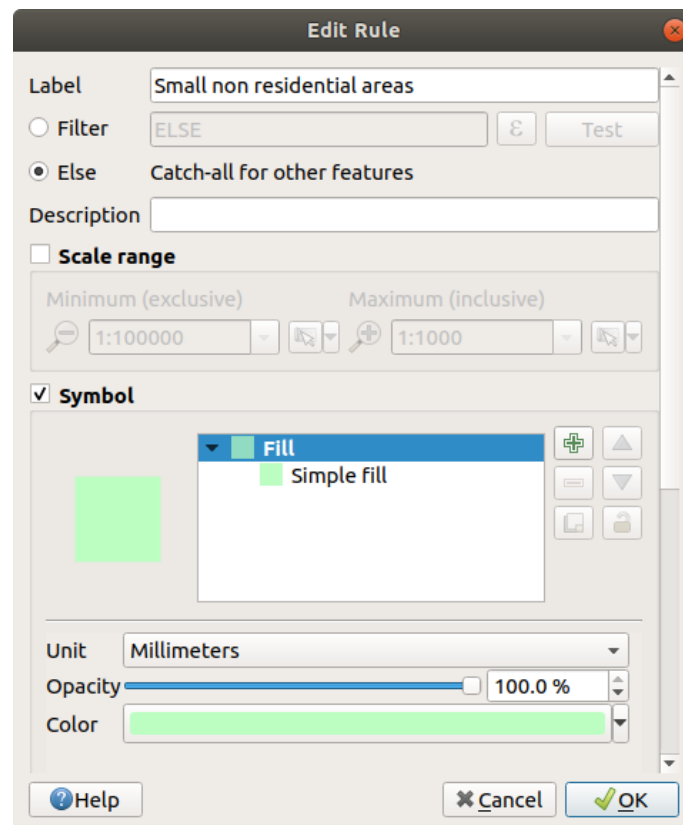 Edit Rule
Label Small non residential areas
Filter ELSE ε Test
Else Catch-all for other features
Description
Scale range
Minimum (exclusive) Maximum (inclusive)
1:100000 1:1000
Symbol
Fill
Simple fill
Unit Millimeters
Opacity 100.0 %
Color
Help Cancel OK